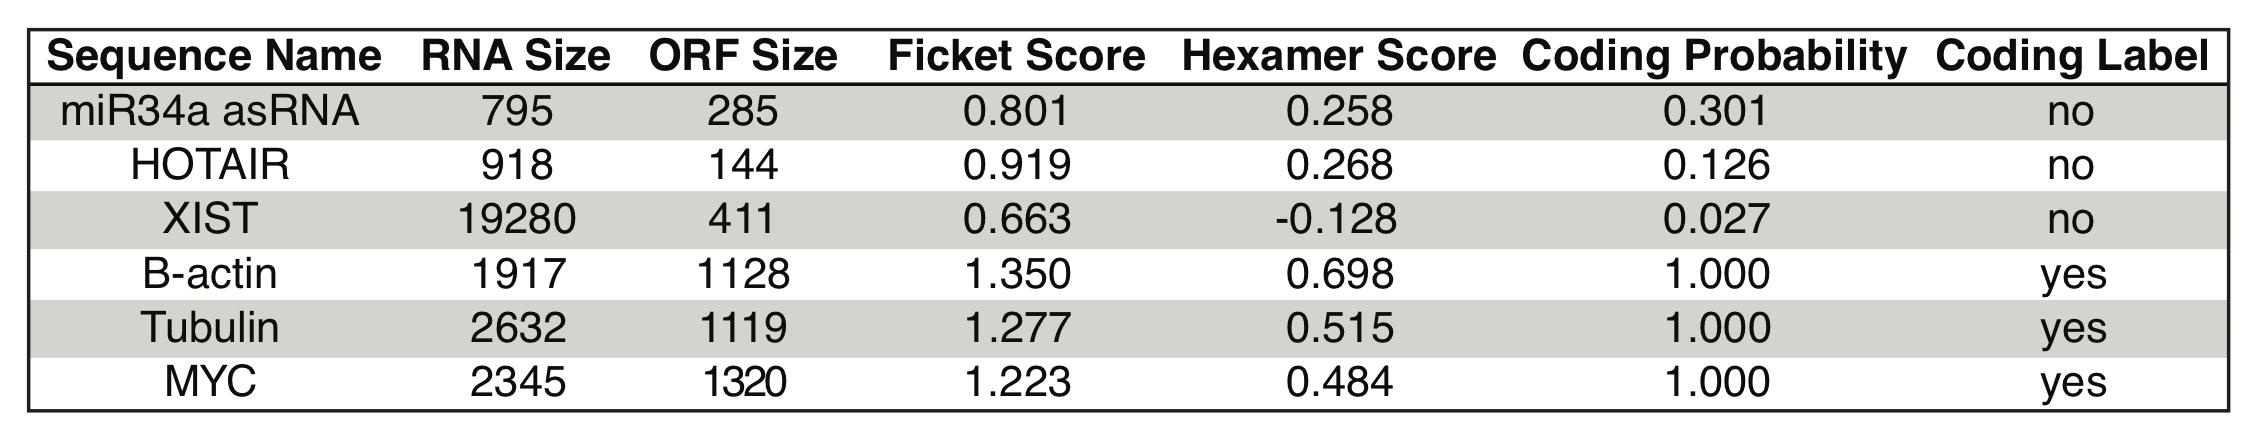 Sequence Name RNA Size ORF Size Ficket Score Hexamer Score Coding Probability Coding Label
miR34a asRNA 795 285 0.801 0.258 0.301 no
HOTAIR 918 144 0.919 0.268 0.126 no
XIST 19280 411 0.663 -0.128 0.027 no
B-actin 1917 1128 1.350 0.698 1.000 yes
Tubulin 2632 1119 1.277 0.515 1.000 yes
MYC 2345 1320 1.223 0.484 1.000 yes